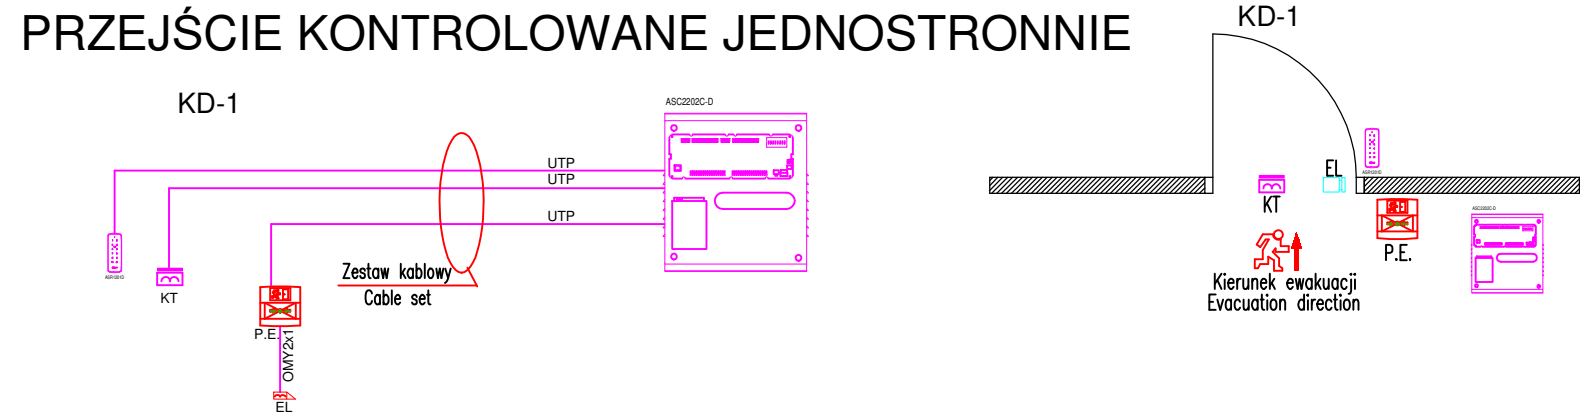 PRZEJŚCIE KONTROLOWANE JEDNOSTRONNIE
KD-1
KD-1
ASC2202C-D
UTP
UTP
UTP
Zestaw kablowy
Cable set
KT
P.E.
OMY2x1
EL
EL
KT
P.E.
ASC2202C-D
Kierunek ewakuacji
Evacuation direction